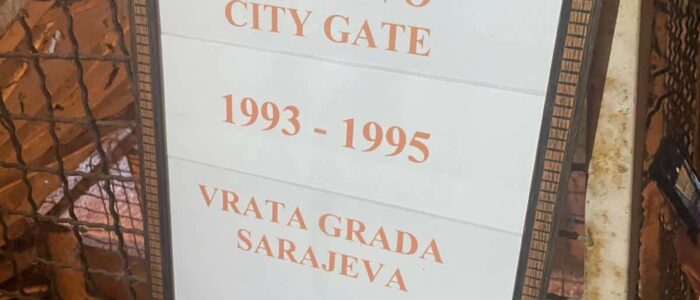 CITY GATE
1993 - 1995
VRATA GRADA
SARAJEVA